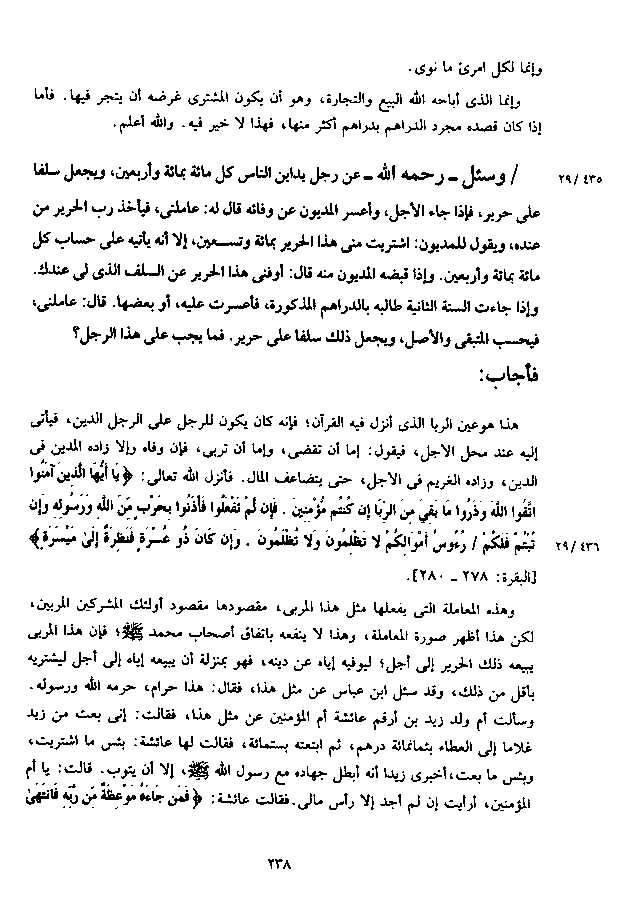 وإنما لكل امرئ ما نوى.
وإنما الذى أباحه الله البيع والتجارة، وهو أن يكون المشترى غرضه أن يتجر فيها. فأما
إذا كان قصده مجرد الدراهم بدراهم أكثر منها، فهذا لا خير فيه. والله أعلم.
٢٩/٤٣٥ / وسئل ـ رحمه الله ـ عن رجل يداين الناس كل مائة بمائة وأربعين، ويجعل سلفا
على حرير، فإذا جاء الأجل، وأعسر المديون عن وفائه قال له: عاملنى، فيأخذ رب الحرير من
عنده، ويقول للمديون: اشتريت منى هذا الحرير بمائة وتسـعين، إلا أنه يأتيه على حساب كل
مائة بمائة وأربعين. وإذا قبضه المديون منه قال: أوفنى هذا الحرير عن السلف الذى لى عندك.
وإذا جاءت السنة الثانية طالبه بالدراهم المذكورة، فأعسرت عليه، أو بعضها. قال: عاملنى،
فيحسب المتبقى والأصل، ويجعل ذلك سلفا على حرير. فما يجب على هذا الرجل؟
فأجاب:
هذا هوعين الربا الذى أنزل فيه القرآن؛ فإنه كان يكون للرجل على الرجل الدين، فيأتى
إليه عند محل الاجل، فيقول: إما أن تقضى، وإما أن تربى، فإن وفاه وإلا زاده المدين فى
الدين، وزاده الغريم فى الأجل، حتى يتضاعف المال. فأنزل الله تعالى: ﴿يَا أَيُّهَا الَّذِينَ آمَنُوا
اتَّقُوا اللَّهَ وَذَرُوا مَا بَقِيَ مِنَ الرِّبَا إِن كُنتُم مُّؤْمِنِينَ . فَإِن لَّمْ تَفْعَلُوا فَأْذَنُوا بِحَرْبٍ مِّنَ اللَّهِ وَرَسُولِهِ وَإِن
٢٩/٤٣٦ تُبْتُمْ فَلَكُمْ / رُءُوسُ أَمْوَالِكُمْ لا تَظْلِمُونَ وَلا تُظْلَمُونَ . وَإِن كَانَ ذُو عُسْرَةٍ فَنَظِرَةٌ إِلَىٰ مَيْسَرَةٍ﴾
[البقرة: ٢٧٨ ـ ٢٨٠].
وهذه المعاملة التى يفعلها مثل هذا المربى، مقصودها مقصود أولئك المشركين المربين،
لكن هذا أظهر صورة المعاملة، وهذا لا ينفعه باتفاق أصحاب محمد ﷺ؛ فإن هذا المربى
يبيعه ذلك الحرير إلى أجل؛ ليوفيه إياه عن دينه، فهو بمنزلة أن يبيعه إياه إلى أجل ليشتريه
بأقل من ذلك، وقد سئل ابن عباس عن مثل هذا، فقال: هذا حرام، حرمه الله ورسوله.
وسألت أم ولد زيد بن أرقم عائشة أم المؤمنين عن مثل هذا، فقالت: إنى بعت من زيد
غلاما إلى العطاء بثمانمائة درهم، ثم ابتعته بستمائة، فقالت لها عائشة: بئس ما اشتريت،
وبئس ما بعت، أخبرى زيدا أنه أبطل جهاده مع رسول الله ﷺ، إلا أن يتوب. قالت: يا أم
المؤمنين، أرأيت إن لم أجد إلا رأس مالى.فقالت عائشة: ﴿فَمَن جَاءَهُ مَوْعِظَةٌ مِّن رَّبِّهِ فَانتَهَىٰ
٢٣٨